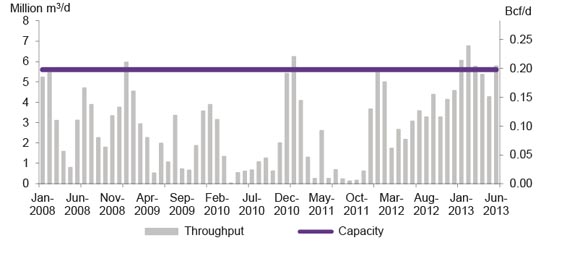 Million m³/d
Bcf/d
8
7
6
5
4
3
2
1
0
0.25
0.20
0.15
0.10
0.05
0.00
Jan-2008
Jun-2008
Nov-2008
Apr-2009
Sep-2009
Feb-2010
Jul-2010
Dec-2010
May-2011
Oct-2011
Mar-2012
Aug-2012
Jan-2013
Jun-2013
Throughput
Capacity